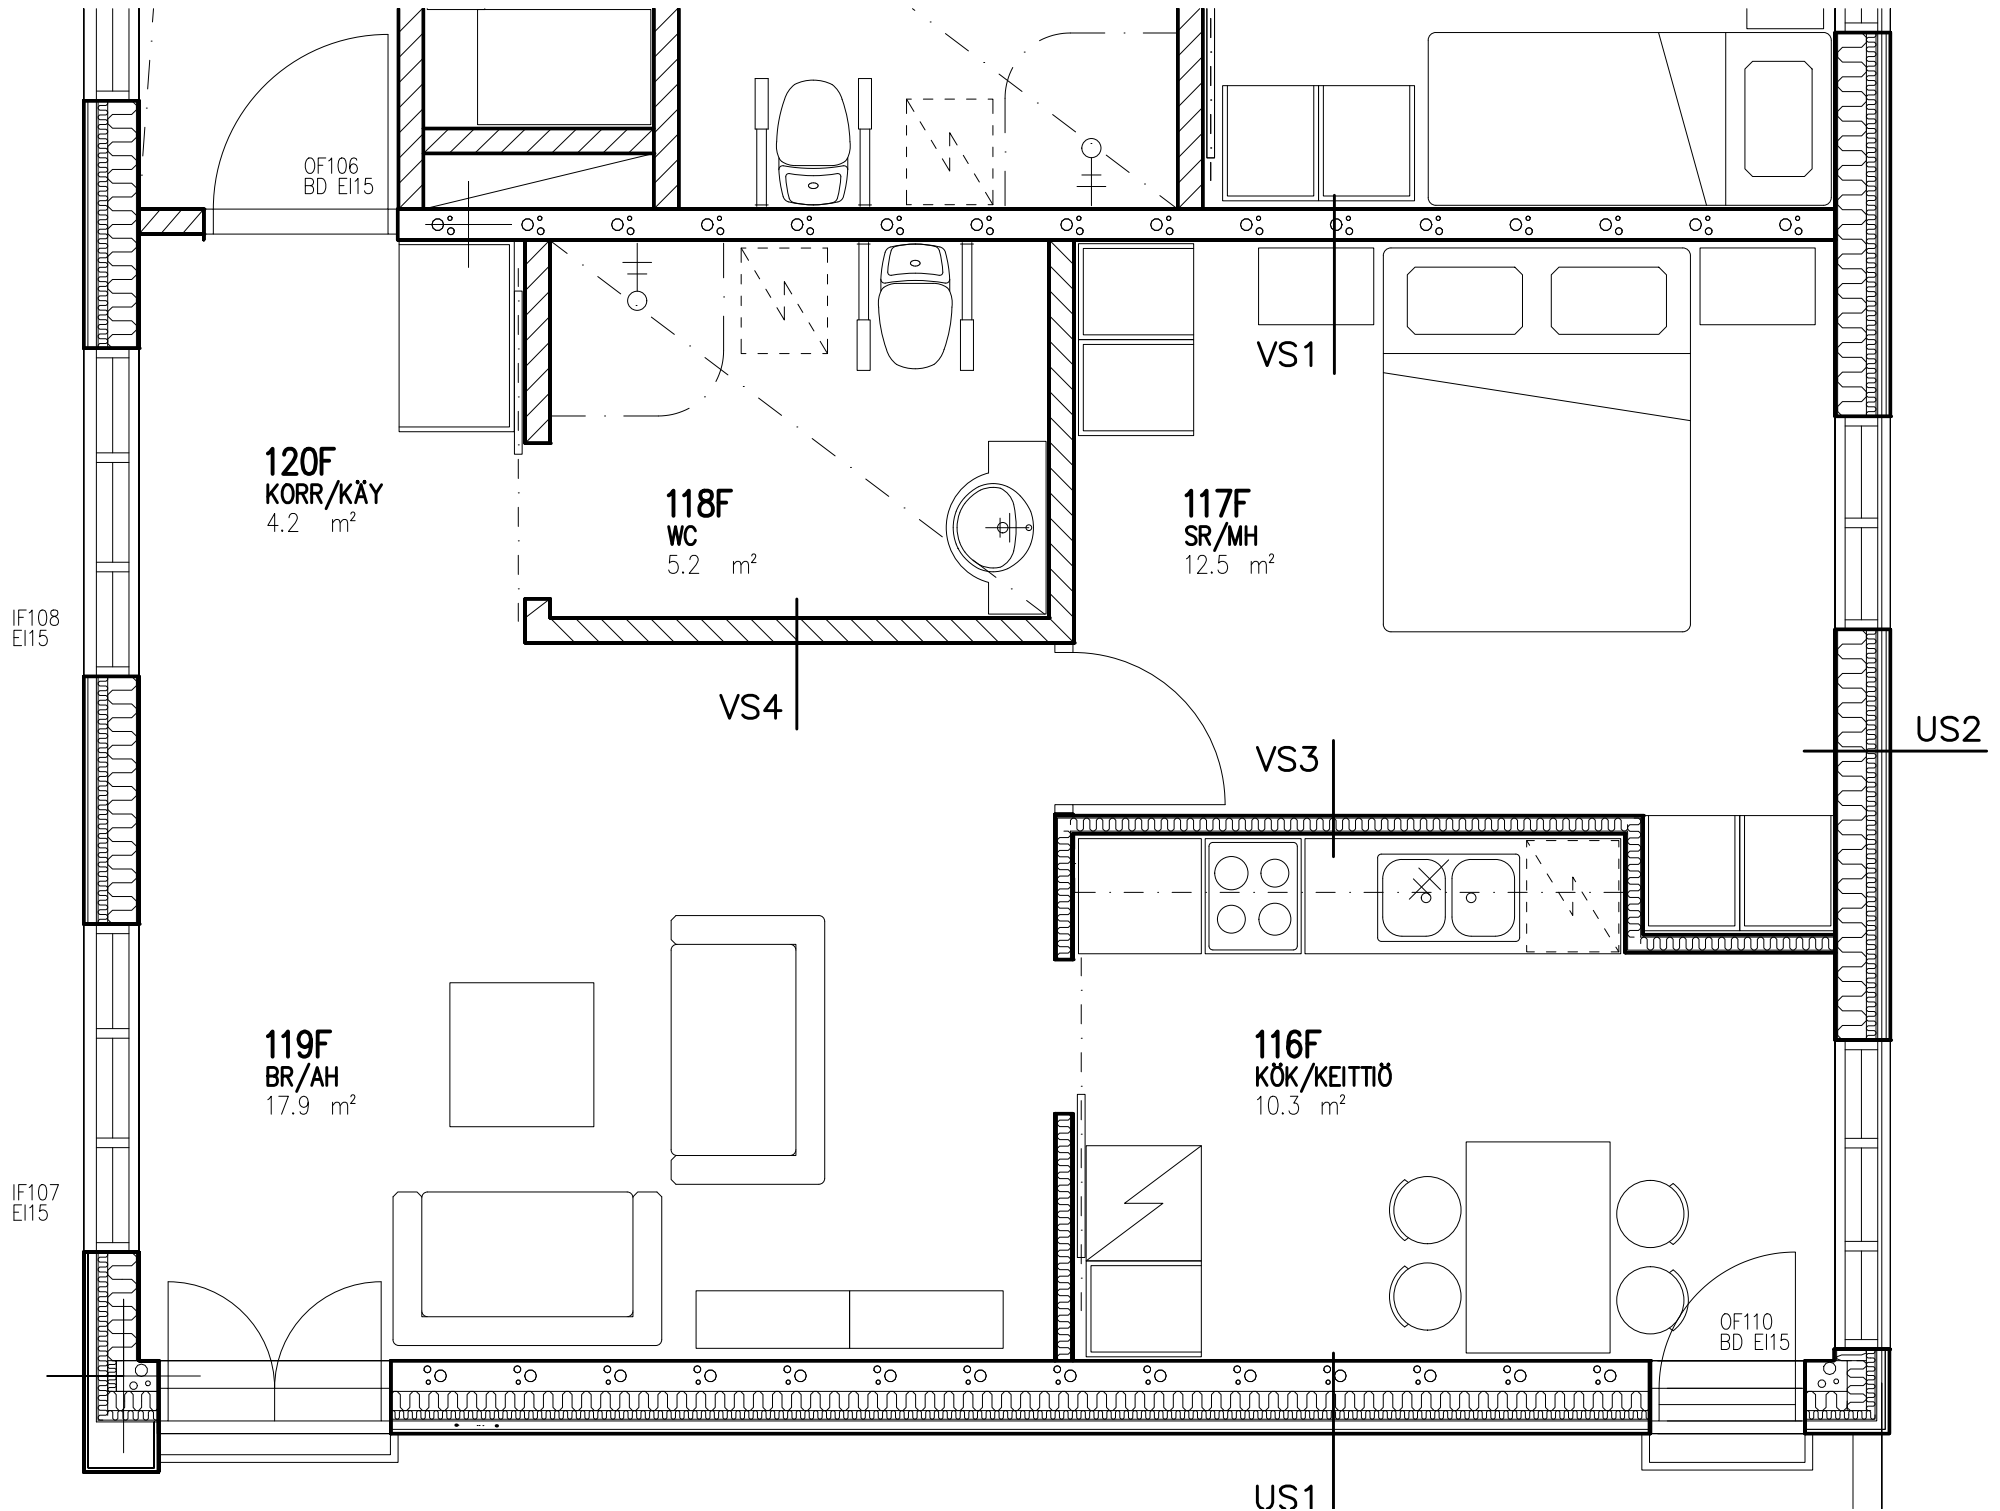 OF106
BD EI15
VS1
120F
KORR/KÄY
4.2 m²
118F
WC
5.2 m²
117F
SR/MH
12.5 m²
IF108
EI15
VS4
VS3
US2
119F
BR/AH
17.9 m²
116F
KÖK/KEITTIÖ
10.3 m²
IF107
EI15
OF110
BD EI15
US1